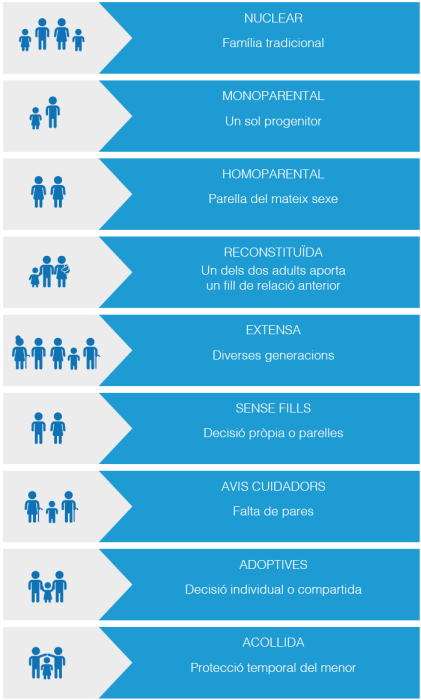 NUCLEAR
Família tradicional
MONOPARENTAL
Un sol progenitor
HOMOPARENTAL
Parella del mateix sexe
RECONSTITUÏDA
Un dels dos adults aporta
un fill de relació anterior
EXTENSA
Diverses generacions
SENSE FILLS
Decisió pròpia o parelles
AVIS CUIDADORS
Falta de pares
ADOPTIVES
Decisió individual o compartida
ACOLLIDA
Protecció temporal del menor